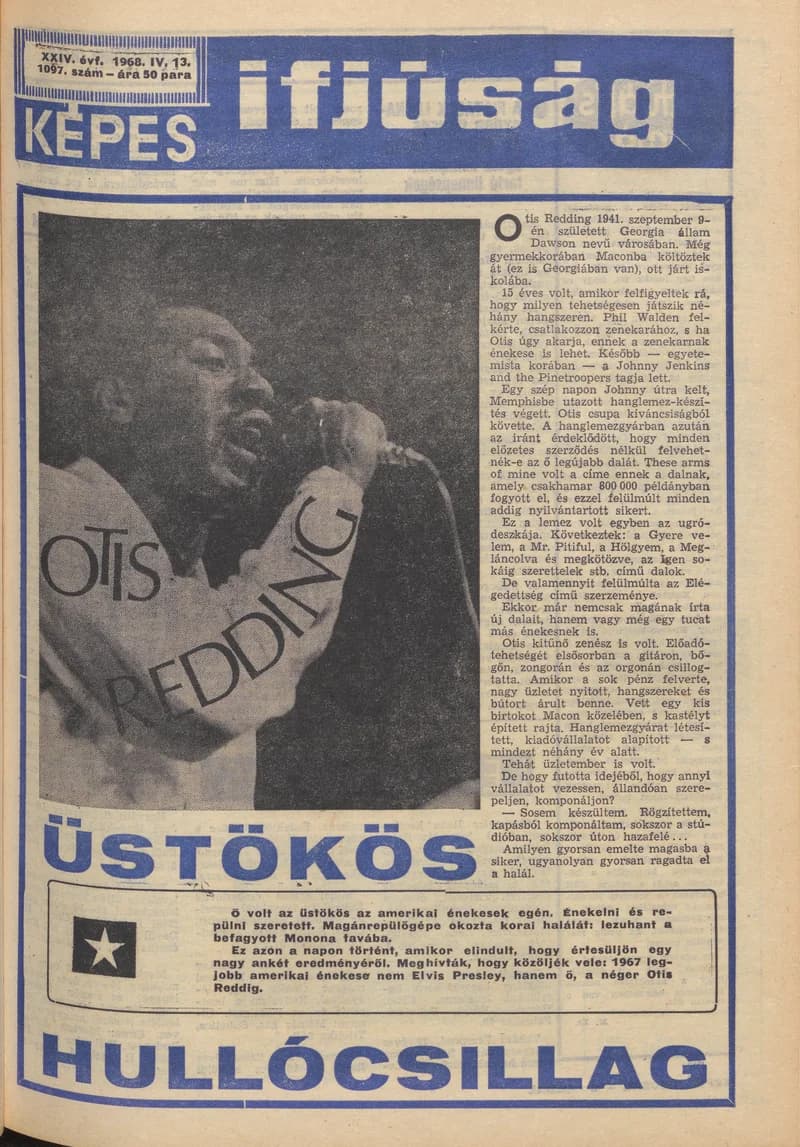 XXIV. évf. 1968. IV. 13.
1097. szám – ára 50 para
KÉPES
ifjúság
OTIS
REDDING
Otis Redding 1941. szeptember 9-
én született Georgia állam
Dawson nevű városában. Még
gyermekkorában Maconba költöztek
át (ez is Georgiában van), ott járt is-
kolába.
15 éves volt, amikor felfigyeltek rá,
hogy milyen tehetségesen játszik né-
hány hangszeren. Phil Walden fel-
kérte, csatlakozzon zenekarához, s ha
Otis úgy akarja, ennek a zenekarnak
énekese is lehet. Később — egyete-
mista korában — a Johnny Jenkins
and the Pinetroopers tagja lett.
Egy szép napon Johnny útra kelt,
Memphisbe utazott hanglemez-készí-
tés végett. Otis csupa kíváncsiságból
követte. A hanglemezgyárban azután
az iránt érdeklődött, hogy minden
előzetes szerződés nélkül felvehet-
nék-e az ő legújabb dalát. These arms
of mine volt a címe ennek a dalnak,
amely csakhamar 800 000 példányban
fogyott el, és ezzel felülmúlt minden
addig nyilvántartott sikert.
Ez a lemez volt egyben az ugró-
deszkája. Következtek: a Gyere ve-
lem, a Mr. Pitiful, a Hölgyem, a Meg-
láncolva és megkötözve, az Igen so-
káig szerettelek stb. című dalok.
De valamennyit felülmúlta az Elé-
gedettség című szerzeménye.
Ekkor már nemcsak magának írta
új dalait, hanem vagy még egy tucat
más énekesnek is.
Otis kitűnő zenész is volt. Előadó-
tehetségét elsősorban a gitáron, bő-
gőn, zongorán és az orgonán csillog-
tatta. Amikor a sok pénz felverte,
nagy üzletet nyitott, hangszereket és
bútort árult benne. Vett egy kis
birtokot Macon közelében, s kastélyt
épített rajta. Hanglemezgyárat létesí-
tett, kiadóvállalatot alapított — s
mindezt néhány év alatt.
Tehát üzletember is volt.
De hogy futotta idejéből, hogy annyi
vállalatot vezessen, állandóan szere-
peljen, komponáljon?
— Sosem készültem. Rögzítettem,
kapásból komponáltam, sokszor a stú-
dióban, sokszor úton hazafelé...
Amilyen gyorsan emelte magasba a
siker, ugyanolyan gyorsan ragadta el
a halál.
ÜSTÖKÖS
Ő volt az üstökös az amerikai énekesek egén. Énekelni és re-
pülni szeretett. Magánrepülőgépe okozta korai halálát: lezuhant a
befagyott Monona tavába.
Ez azon a napon történt, amikor elindult, hogy értesüljön egy
nagy ankét eredményéről. Meghívták, hogy közöljék vele: 1967 leg-
jobb amerikai énekese nem Elvis Presley, hanem ő, a néger Otis
Reddig.
HULLÓCSILLAG